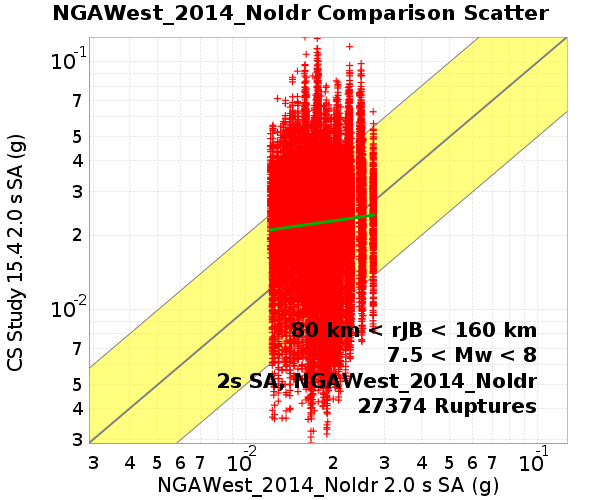 NGAWest_2014_NoIdr Comparison Scatter
CS Study 15.4 2.0 s SA (g)
10-1
7
5
4
3
2
10-2
7
5
4
3
80 km < rJB < 160 km
7.5 < Mw < 8
2s SA, NGAWest_2014_NoIdr
27374 Ruptures
3 4 5 6 7 10-2 2 3 4 5 6 7 10-1
NGAWest_2014_NoIdr 2.0 s SA (g)